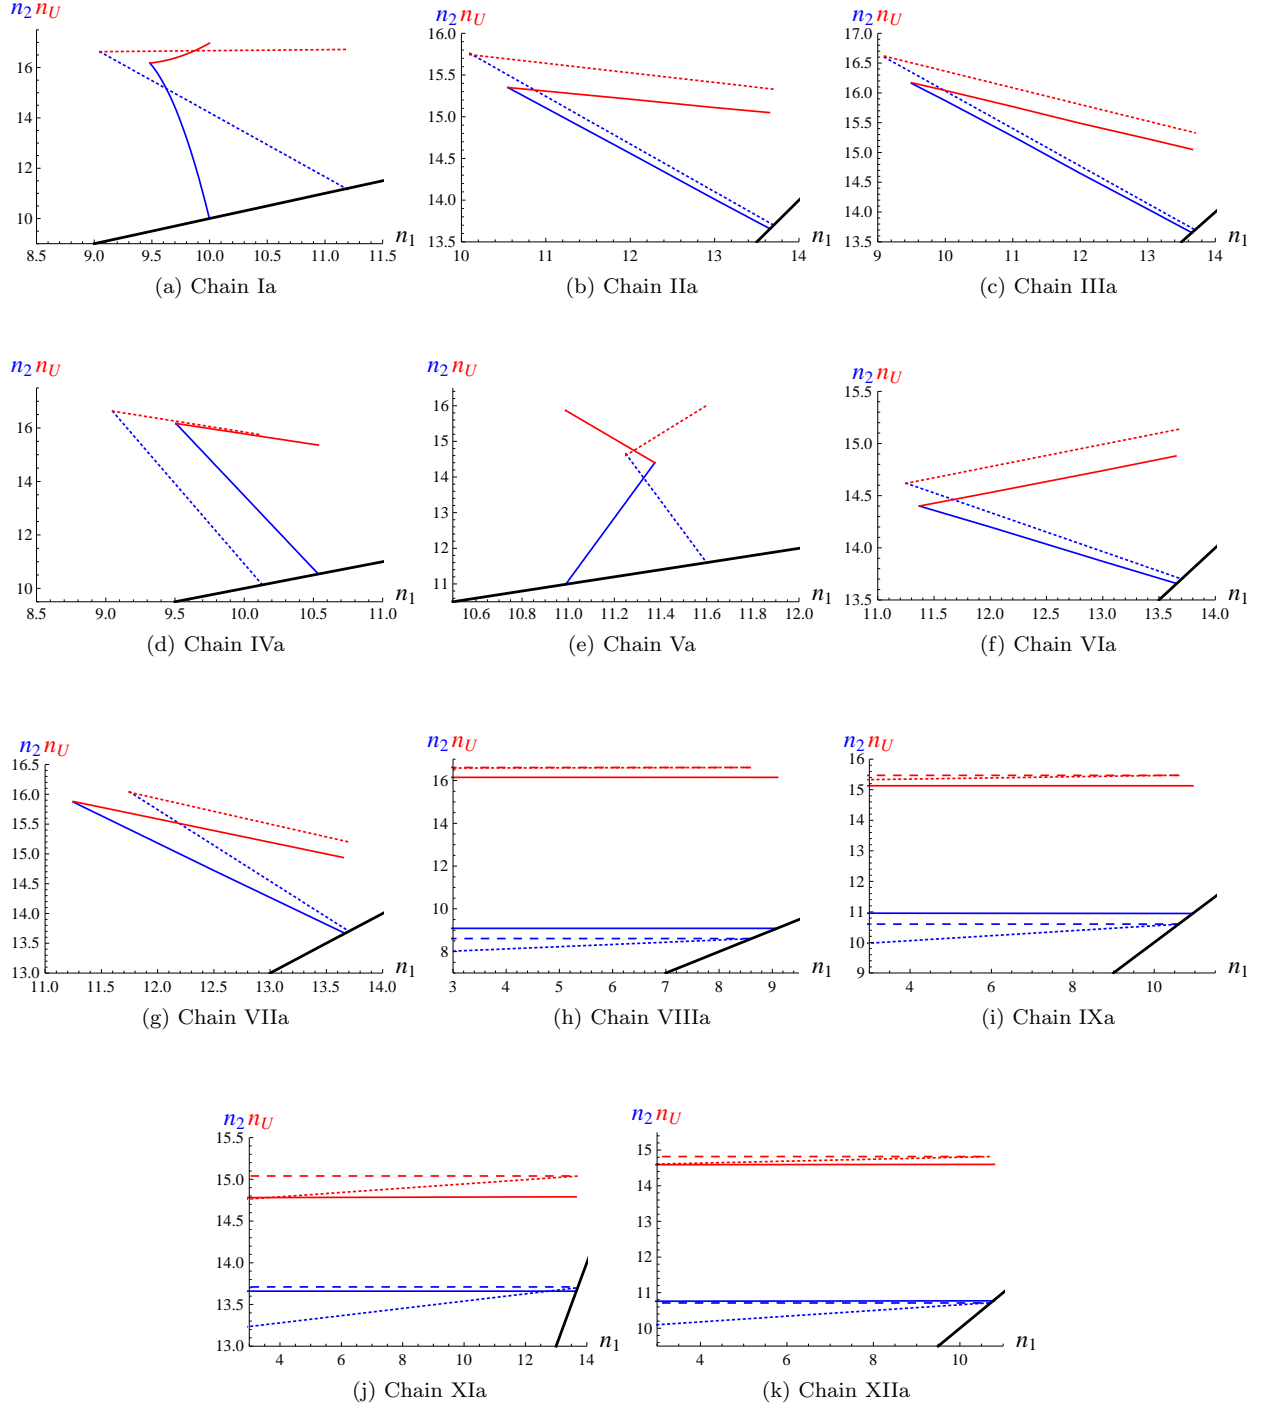 n2 nU
16
14
12
10
8.5 9.0 9.5 10.0 10.5 11.0 11.5
n1
(a) Chain Ia
n2 nU
16.0
15.5
15.0
14.5
14.0
13.5
10 11 12 13 14
n1
(b) Chain IIa
n2 nU
17.0
16.5
16.0
15.5
15.0
14.5
14.0
13.5
9 10 11 12 13 14
n1
(c) Chain IIIa
n2 nU
16
14
12
10
8.5 9.0 9.5 10.0 10.5 11.0
n1
(d) Chain IVa
n2 nU
16
15
14
13
12
11
10.6 10.8 11.0 11.2 11.4 11.6 11.8 12.0
n1
(e) Chain Va
n2 nU
15.5
15.0
14.5
14.0
13.5
11.0 11.5 12.0 12.5 13.0 13.5 14.0
n1
(f) Chain VIa
n2 nU
16.5
16.0
15.5
15.0
14.5
14.0
13.5
13.0
11.0 11.5 12.0 12.5 13.0 13.5 14.0
n1
(g) Chain VIIa
n2 nU
16
14
12
10
8
3 4 5 6 7 8 9
n1
(h) Chain VIIIa
n2 nU
16
15
14
13
12
11
10
9
4 6 8 10
n1
(i) Chain IXa
n2 nU
15.5
15.0
14.5
14.0
13.5
13.0
4 6 8 10 12 14
n1
(j) Chain XIa
n2 nU
15
14
13
12
11
10
4 6 8 10
n1
(k) Chain XIIa